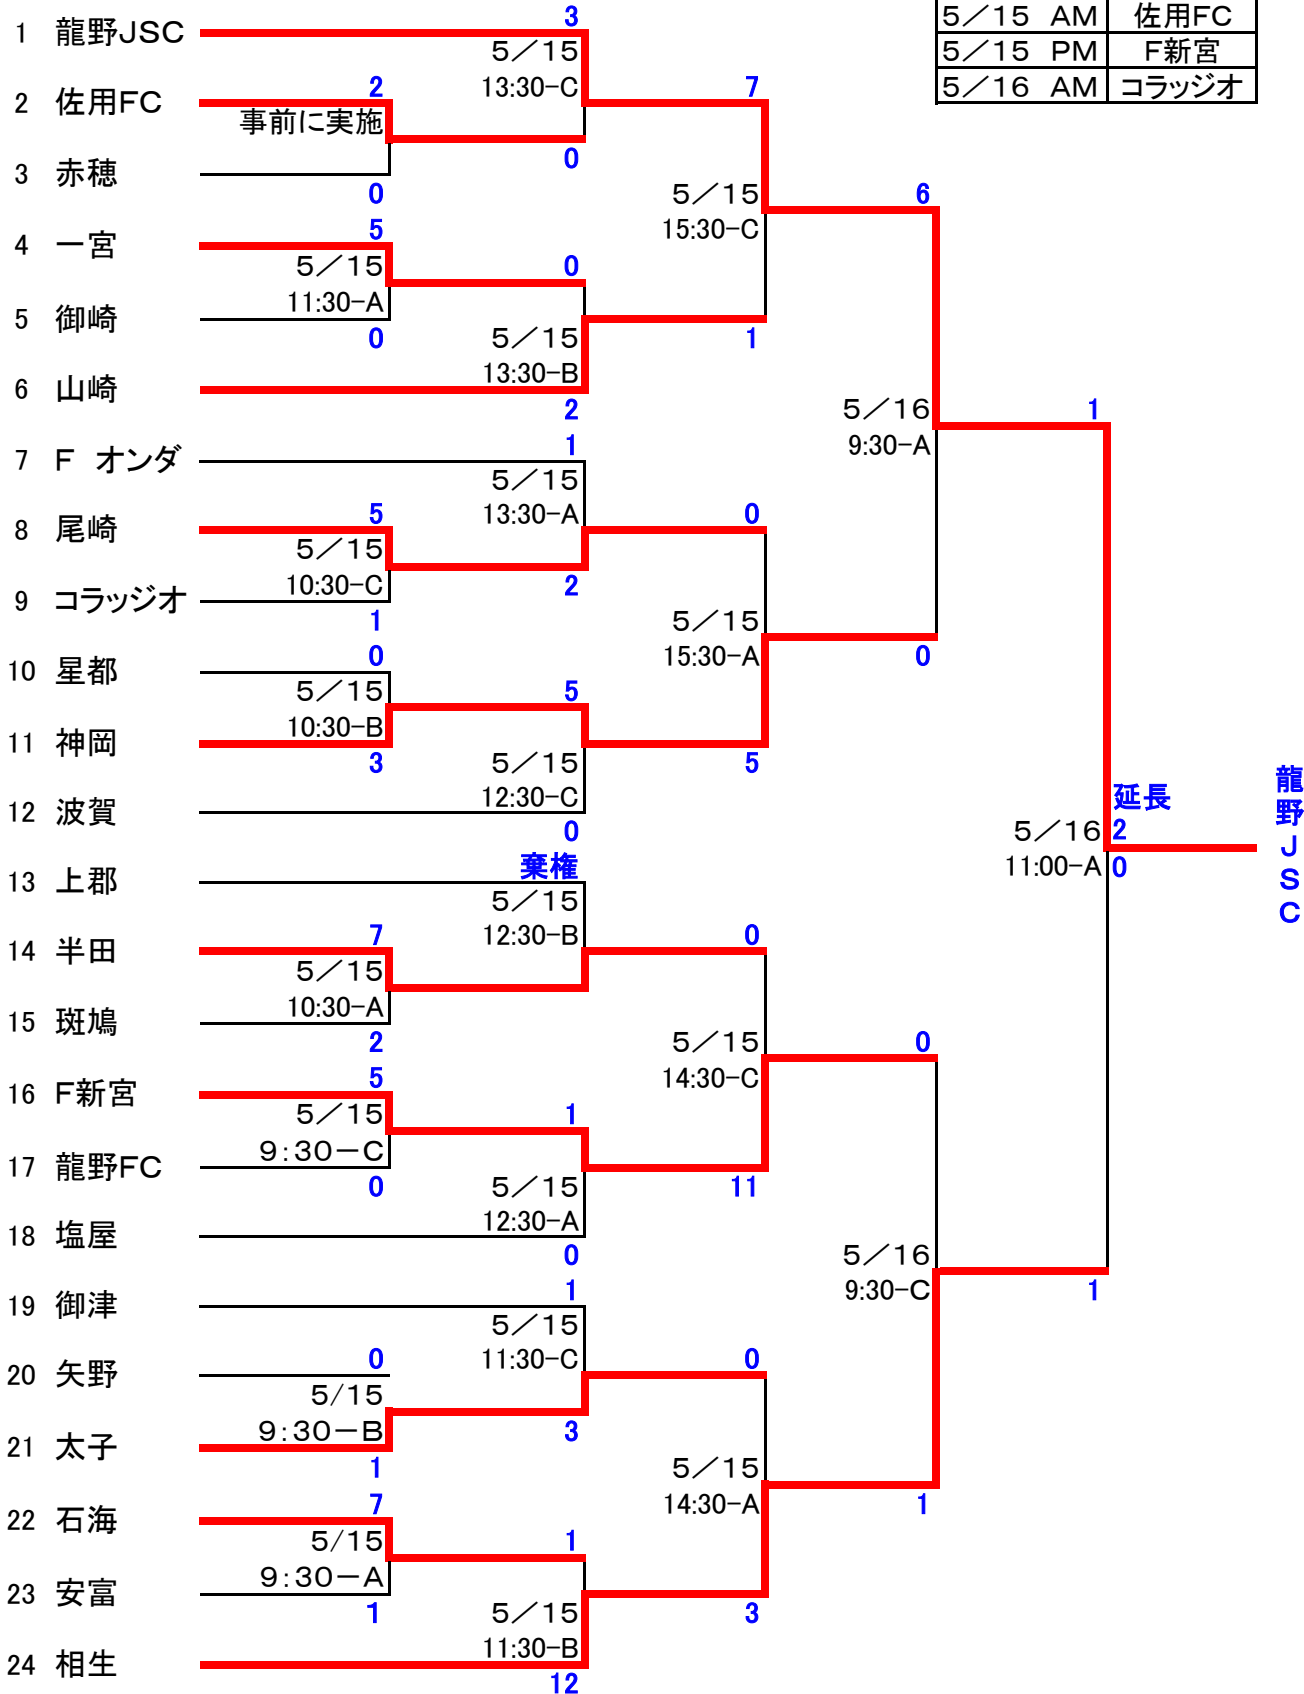 5／15 AM 佐用FC
5／15 PM F新宮
5／16 AM コラッジオ
3
1 龍野JSC
5／15
13:30-C
2
7
2 佐用FC
事前に実施
0
3 赤穂
0
5／15
15:30-C
6
5
4 一宮
5／15
11:30-A
0
5 御崎
0
5／15
13:30-B
1
6 山崎
2
5／16
9:30-A
1
1
7 F オンダ
5／15
13:30-A
5
0
8 尾崎
5／15
10:30-C
2
9 コラッジオ
1
5／15
15:30-A
0
0
10 星都
5／15
10:30-B
5
11 神岡
3
5／15
12:30-C
5
12 波賀
0
延長
5／16
11:00-A
2
0
龍野JSC
棄権
13 上郡
5／15
12:30-B
7
0
14 半田
5／15
10:30-A
15 斑鳩
2
5／15
14:30-C
0
5
16 F新宮
5／15
9:30－C
1
17 龍野FC
0
5／15
12:30-A
11
18 塩屋
0
5／16
9:30-C
1
1
19 御津
5／15
11:30-C
0
0
20 矢野
5/15
9:30－B
3
21 太子
1
5／15
14:30-A
1
7
22 石海
5/15
9:30－A
1
23 安富
1
5／15
11:30-B
3
24 相生
12